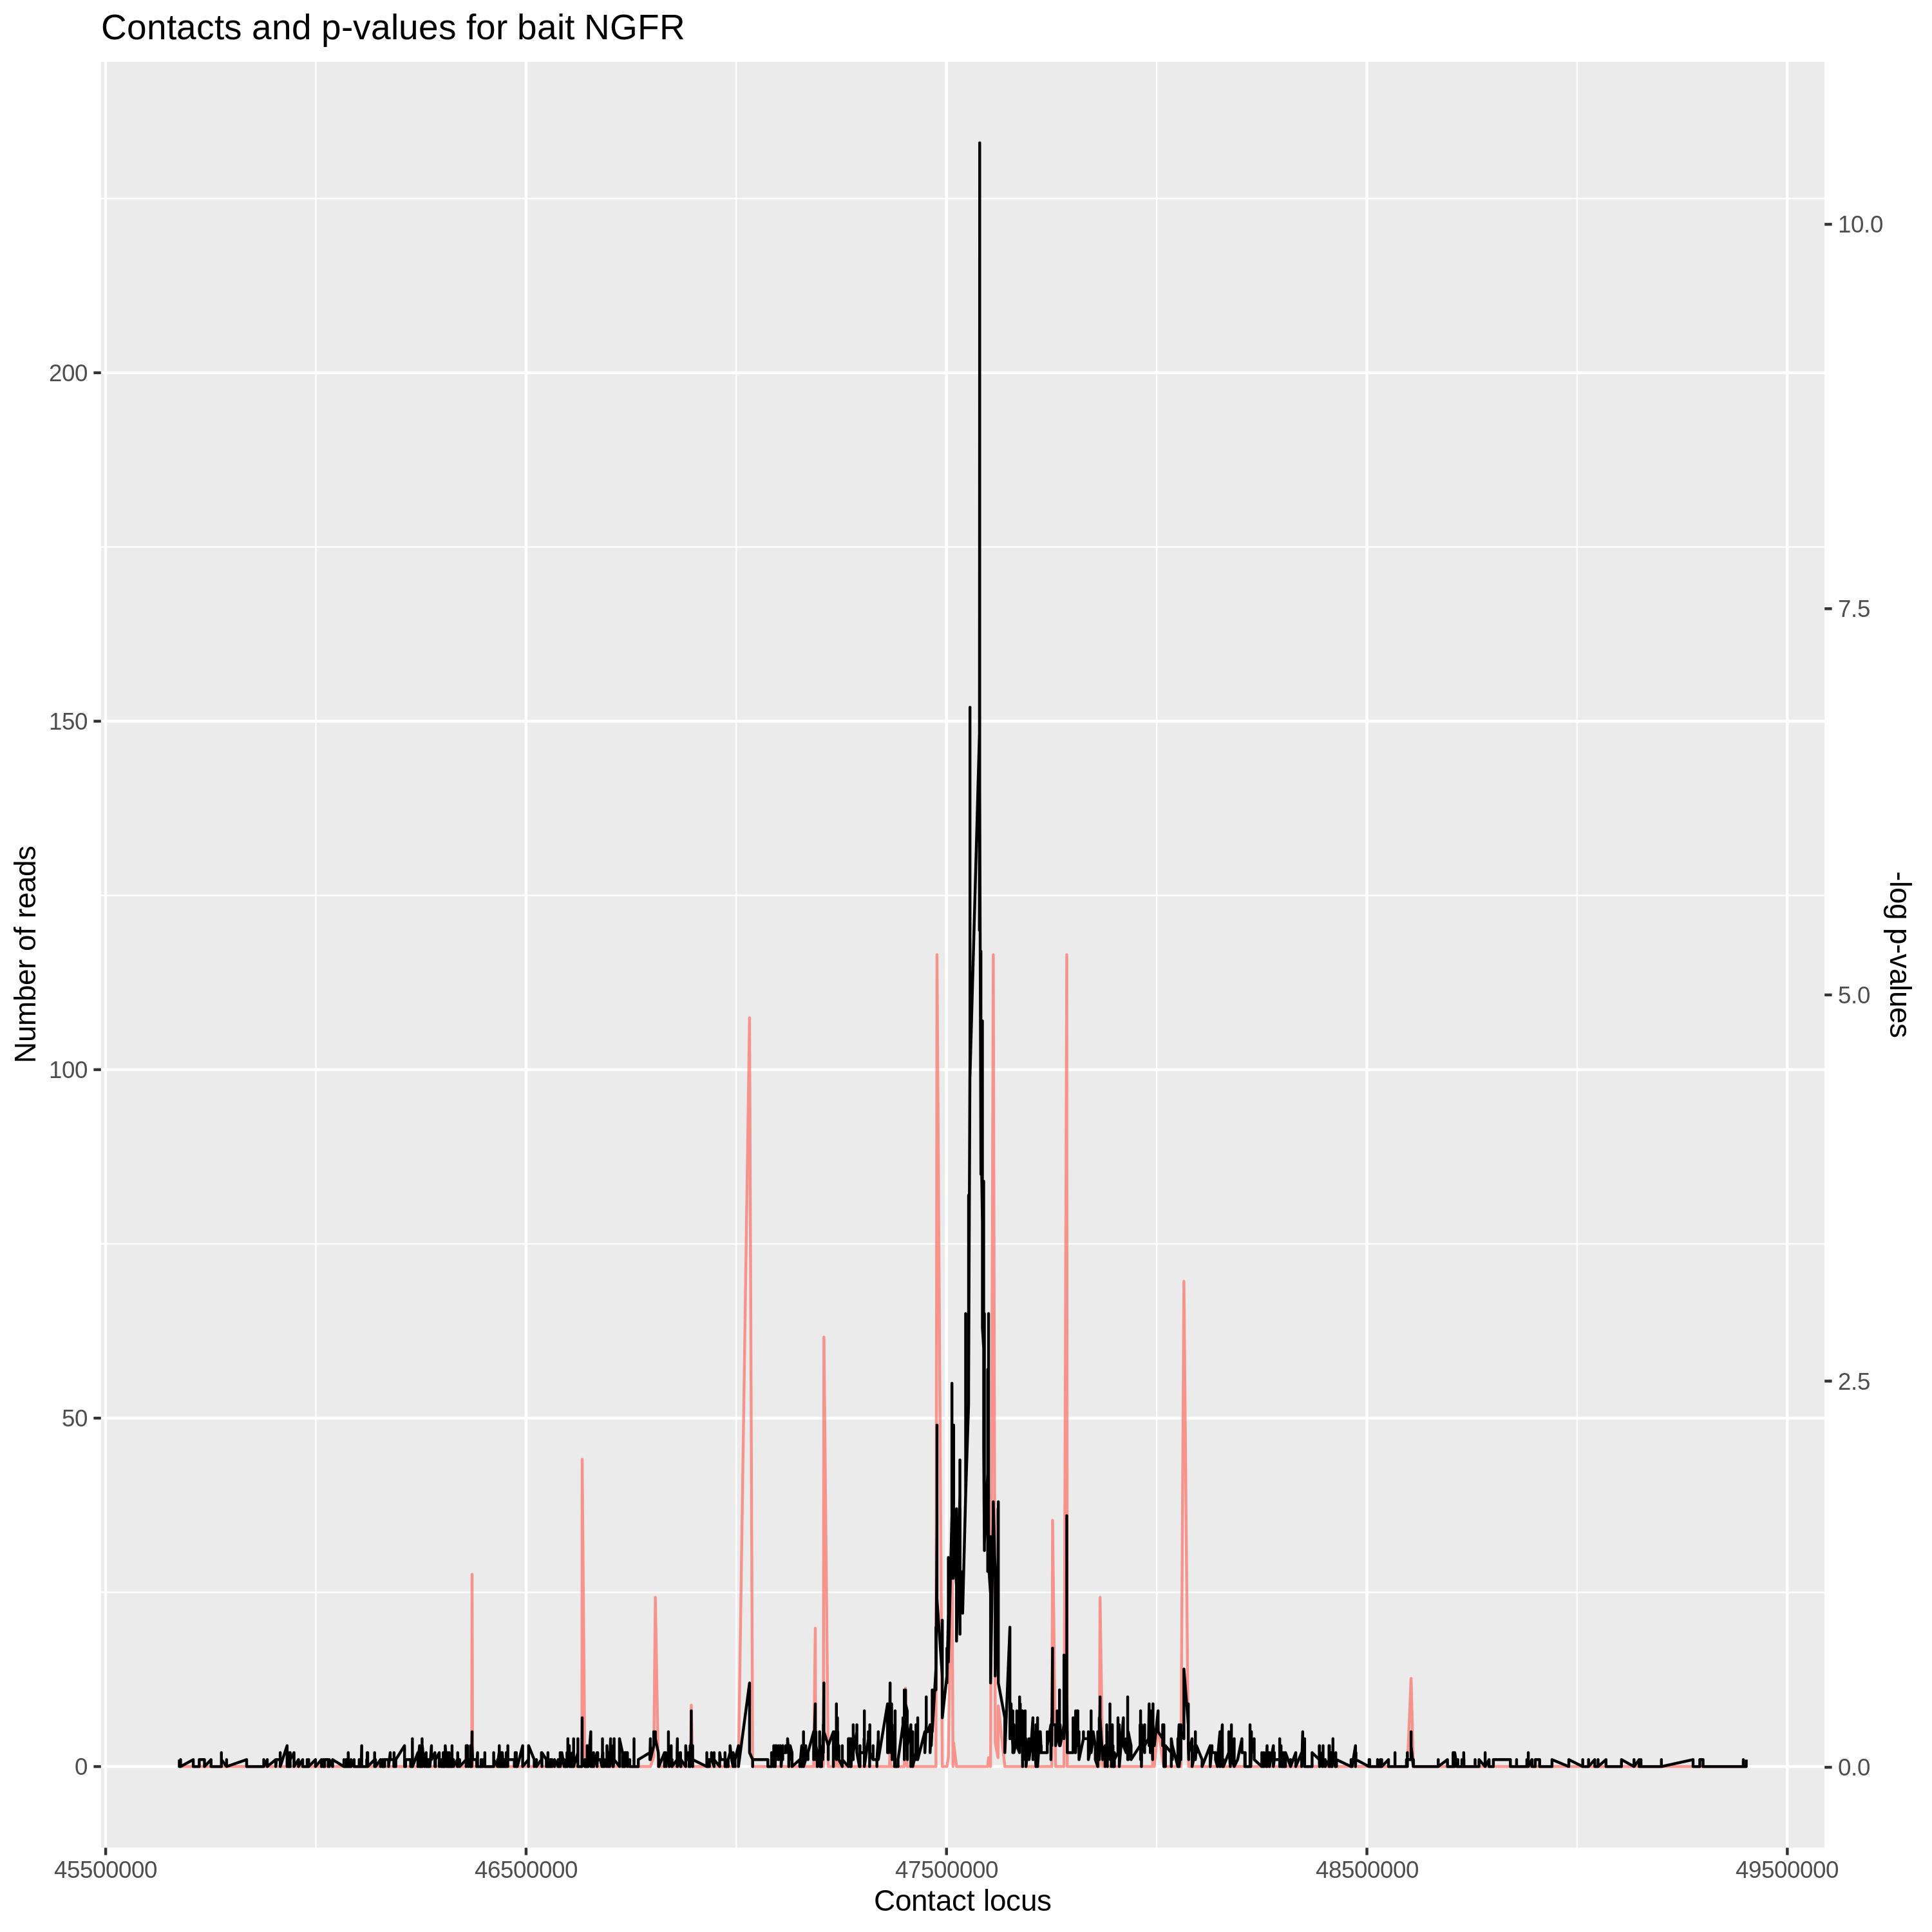 Contacts and p-values for bait NGFR
Number of reads
200
150
100
50
0
10.0
7.5
5.0
2.5
0.0
-log p-values
45500000 46500000 47500000 48500000 49500000
Contact locus